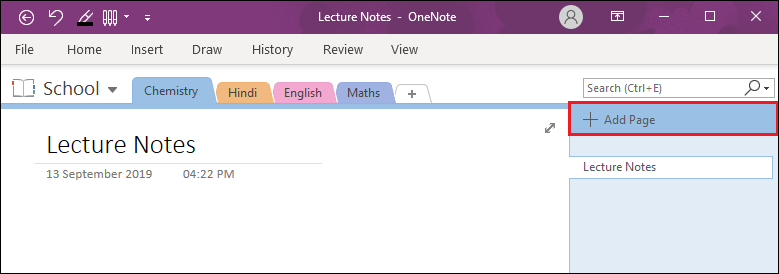 Lecture Notes - OneNote
File Home Insert Draw History Review View
School Chemistry Hindi English Maths +
Search (Ctrl+E)
+ Add Page
Lecture Notes
13 September 2019 04:22 PM
Lecture Notes